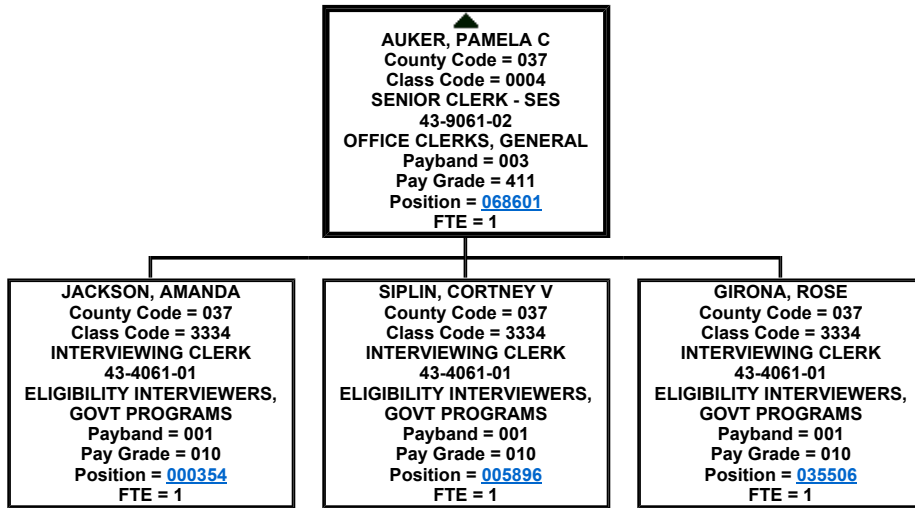 AUKER, PAMELA C
County Code = 037
Class Code = 0004
SENIOR CLERK - SES
43-9061-02
OFFICE CLERKS, GENERAL
Payband = 003
Pay Grade = 411
Position = 068601
FTE = 1
JACKSON, AMANDA
County Code = 037
Class Code = 3334
INTERVIEWING CLERK
43-4061-01
ELIGIBILITY INTERVIEWERS,
GOVT PROGRAMS
Payband = 001
Pay Grade = 010
Position = 000354
FTE = 1
SIPLIN, CORTNEY V
County Code = 037
Class Code = 3334
INTERVIEWING CLERK
43-4061-01
ELIGIBILITY INTERVIEWERS,
GOVT PROGRAMS
Payband = 001
Pay Grade = 010
Position = 005896
FTE = 1
GIRONA, ROSE
County Code = 037
Class Code = 3334
INTERVIEWING CLERK
43-4061-01
ELIGIBILITY INTERVIEWERS,
GOVT PROGRAMS
Payband = 001
Pay Grade = 010
Position = 035506
FTE = 1